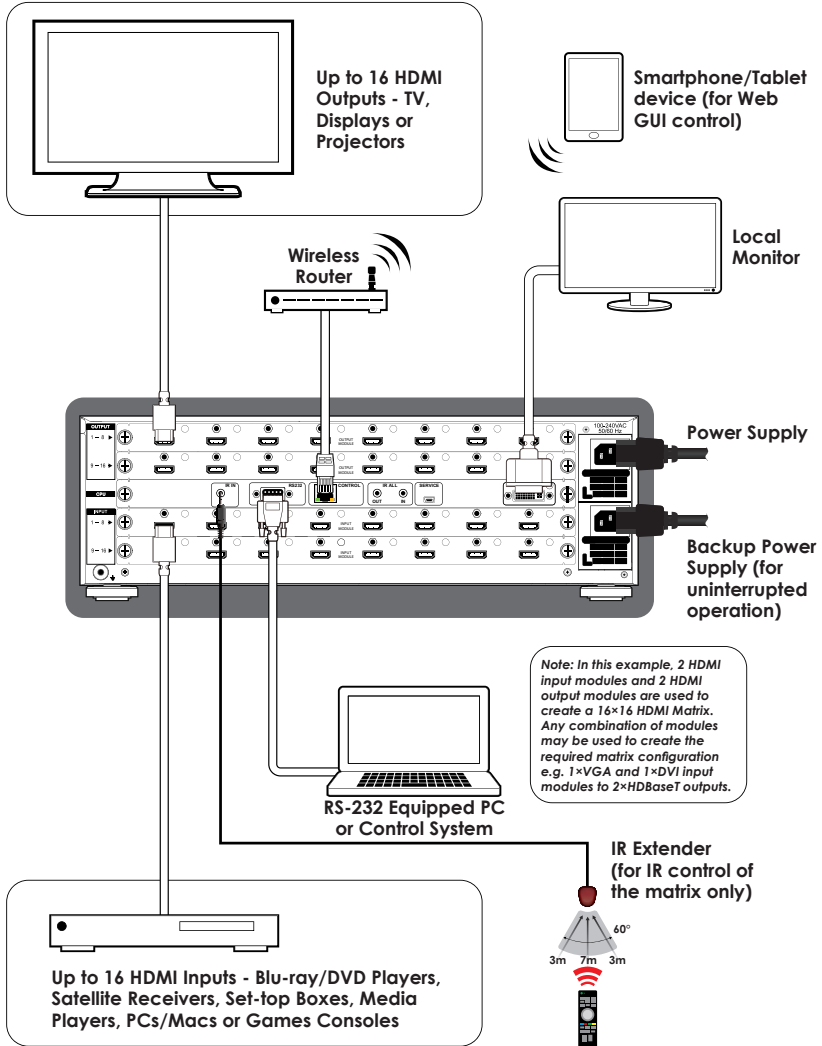 Up to 16 HDMI
Outputs - TV,
Displays or
Projectors
Smartphone/Tablet
device (for Web
GUI control)
Wireless
Router
Local
Monitor
OUTPUT
1 – 8
9 – 16
CPU
INPUT
1 – 8
9 – 16
OUTPUT
MODULE
OUTPUT
MODULE
IR IN
RS232
CONTROL
IR ALL
OUT
IN
SERVICE
INPUT
MODULE
INPUT
MODULE
100-240VAC
50/60 Hz
Power Supply
Backup Power
Supply (for
uninterrupted
operation)
Note: In this example, 2 HDMI
input modules and 2 HDMI
output modules are used to
create a 16×16 HDMI Matrix.
Any combination of modules
may be used to create the
required matrix configuration
e.g. 1×VGA and 1×DVI input
modules to 2×HDBaseT outputs.
RS-232 Equipped PC
or Control System
IR Extender
(for IR control of
the matrix only)
60°
3m 7m 3m
Up to 16 HDMI Inputs - Blu-ray/DVD Players,
Satellite Receivers, Set-top Boxes, Media
Players, PCs/Macs or Games Consoles